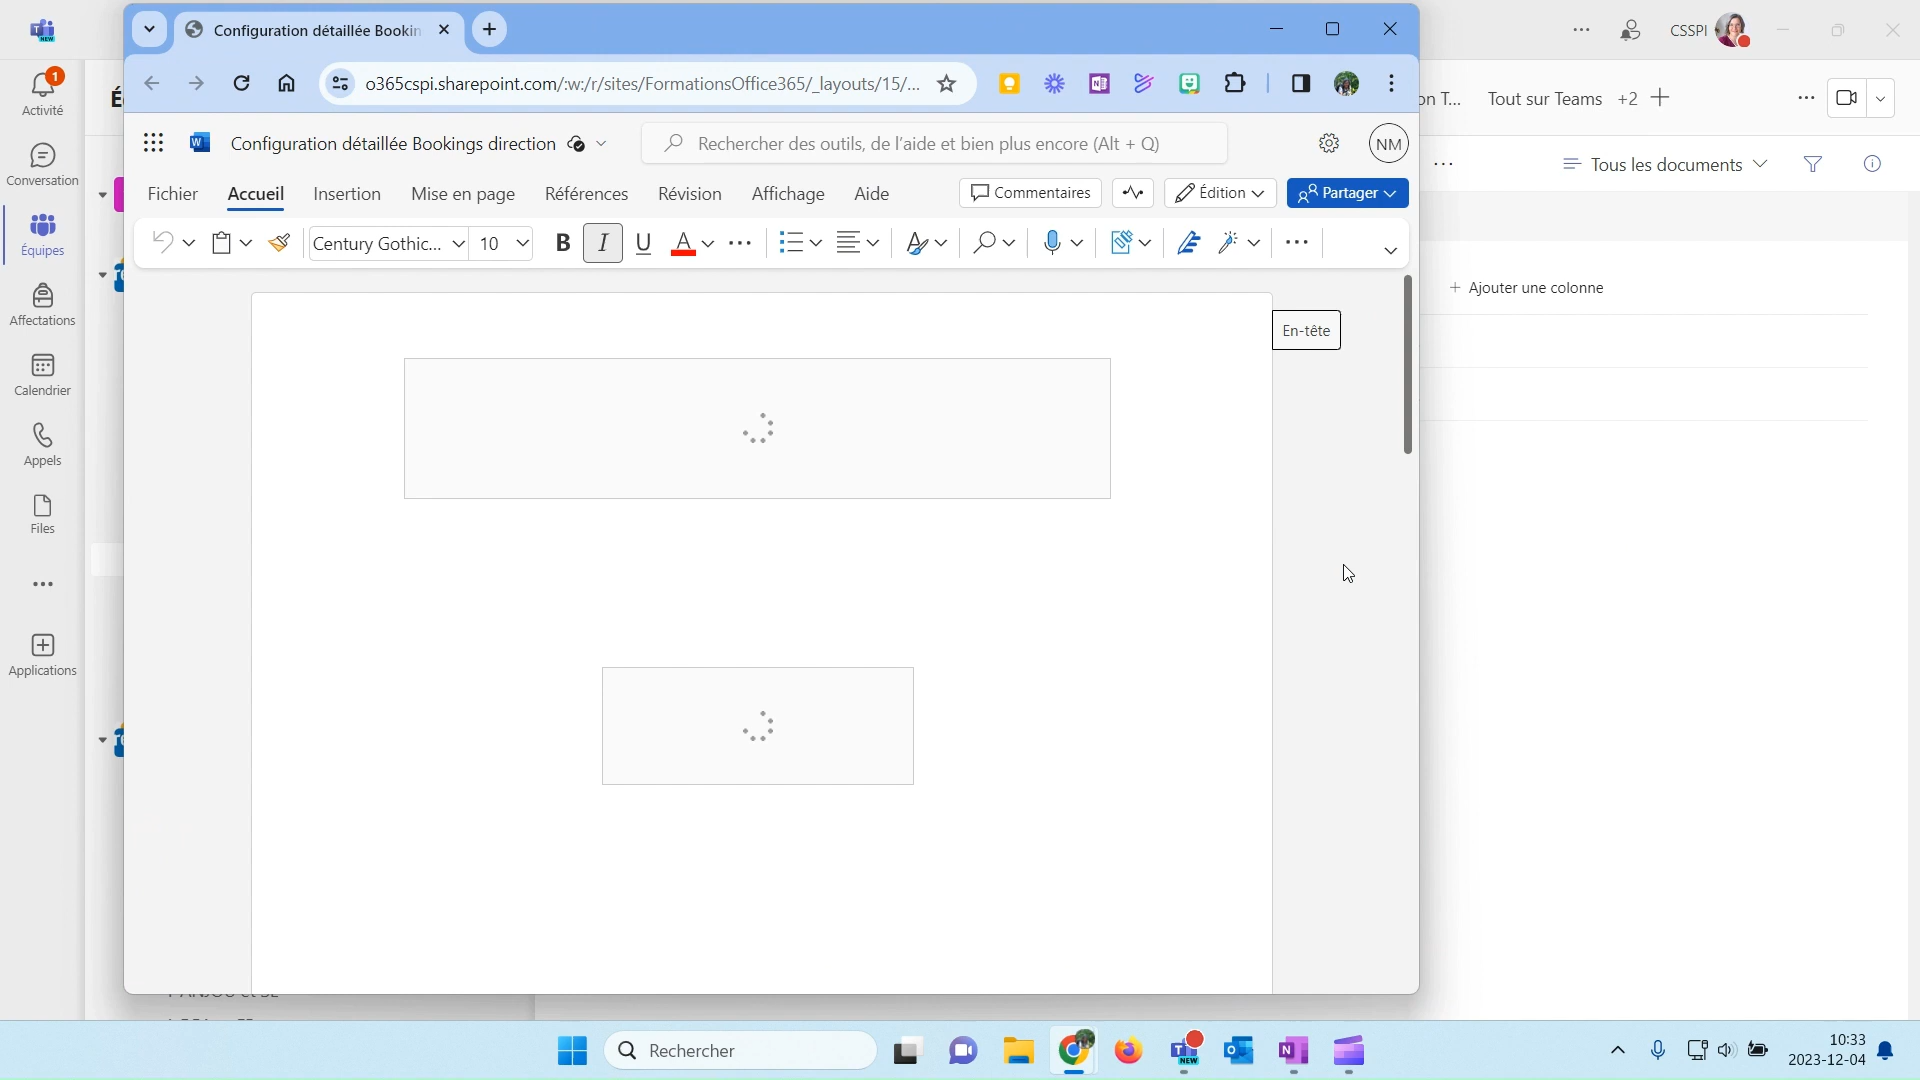 Configuration détaillée Bookin
CSSPI
o365cspi.sharepoint.com/:w:/r/sites/FormationsOffice365/_layouts/15/...
1
Activité
on T...
Tout sur Teams
+2
Configuration détaillée Bookings direction
Rechercher des outils, de l'aide et bien plus encore (Alt + Q)
NM
Conversation
Tous les documents
Fichier
Accueil
Insertion
Mise en page
Références
Révision
Affichage
Aide
Commentaires
Édition
Partager
Équipes
Century Gothic...
10
B
I
U
A
Ajouter une colonne
Affectations
En-tête
Calendrier
Appels
Files
Applications
Rechercher
NEW
10:33
2023-12-04